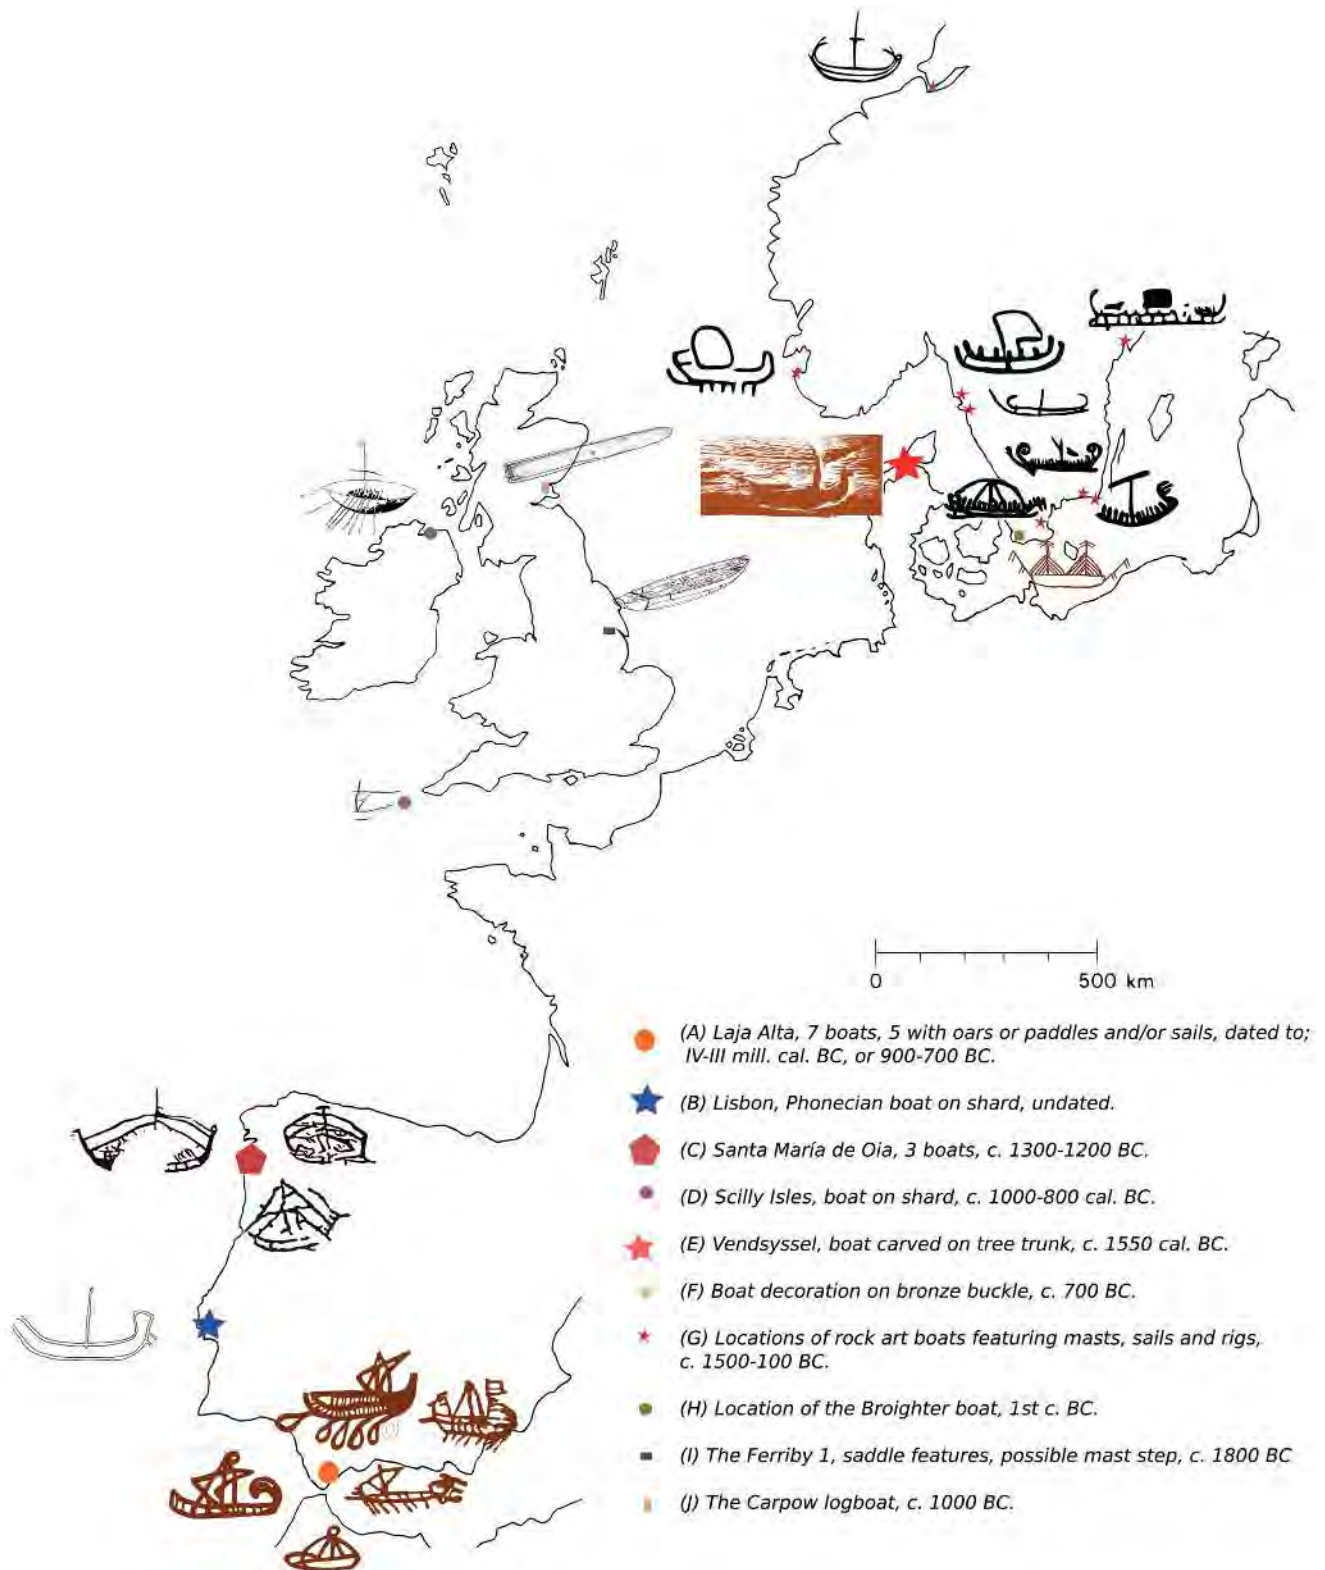 0 500 km
(A) Laja Alta, 7 boats, 5 with oars or paddles and/or sails, dated to;
IV-III mill. cal. BC, or 900-700 BC.
(B) Lisbon, Phonecian boat on shard, undated.
(C) Santa María de Oia, 3 boats, c. 1300-1200 BC.
(D) Scilly Isles, boat on shard, c. 1000-800 cal. BC.
(E) Vendsyssel, boat carved on tree trunk, c. 1550 cal. BC.
(F) Boat decoration on bronze buckle, c. 700 BC.
(G) Locations of rock art boats featuring masts, sails and rigs,
c. 1500-100 BC.
(H) Location of the Broighter boat, 1st c. BC.
(I) The Ferriby 1, saddle features, possible mast step, c. 1800 BC
(J) The Carpow logboat, c. 1000 BC.